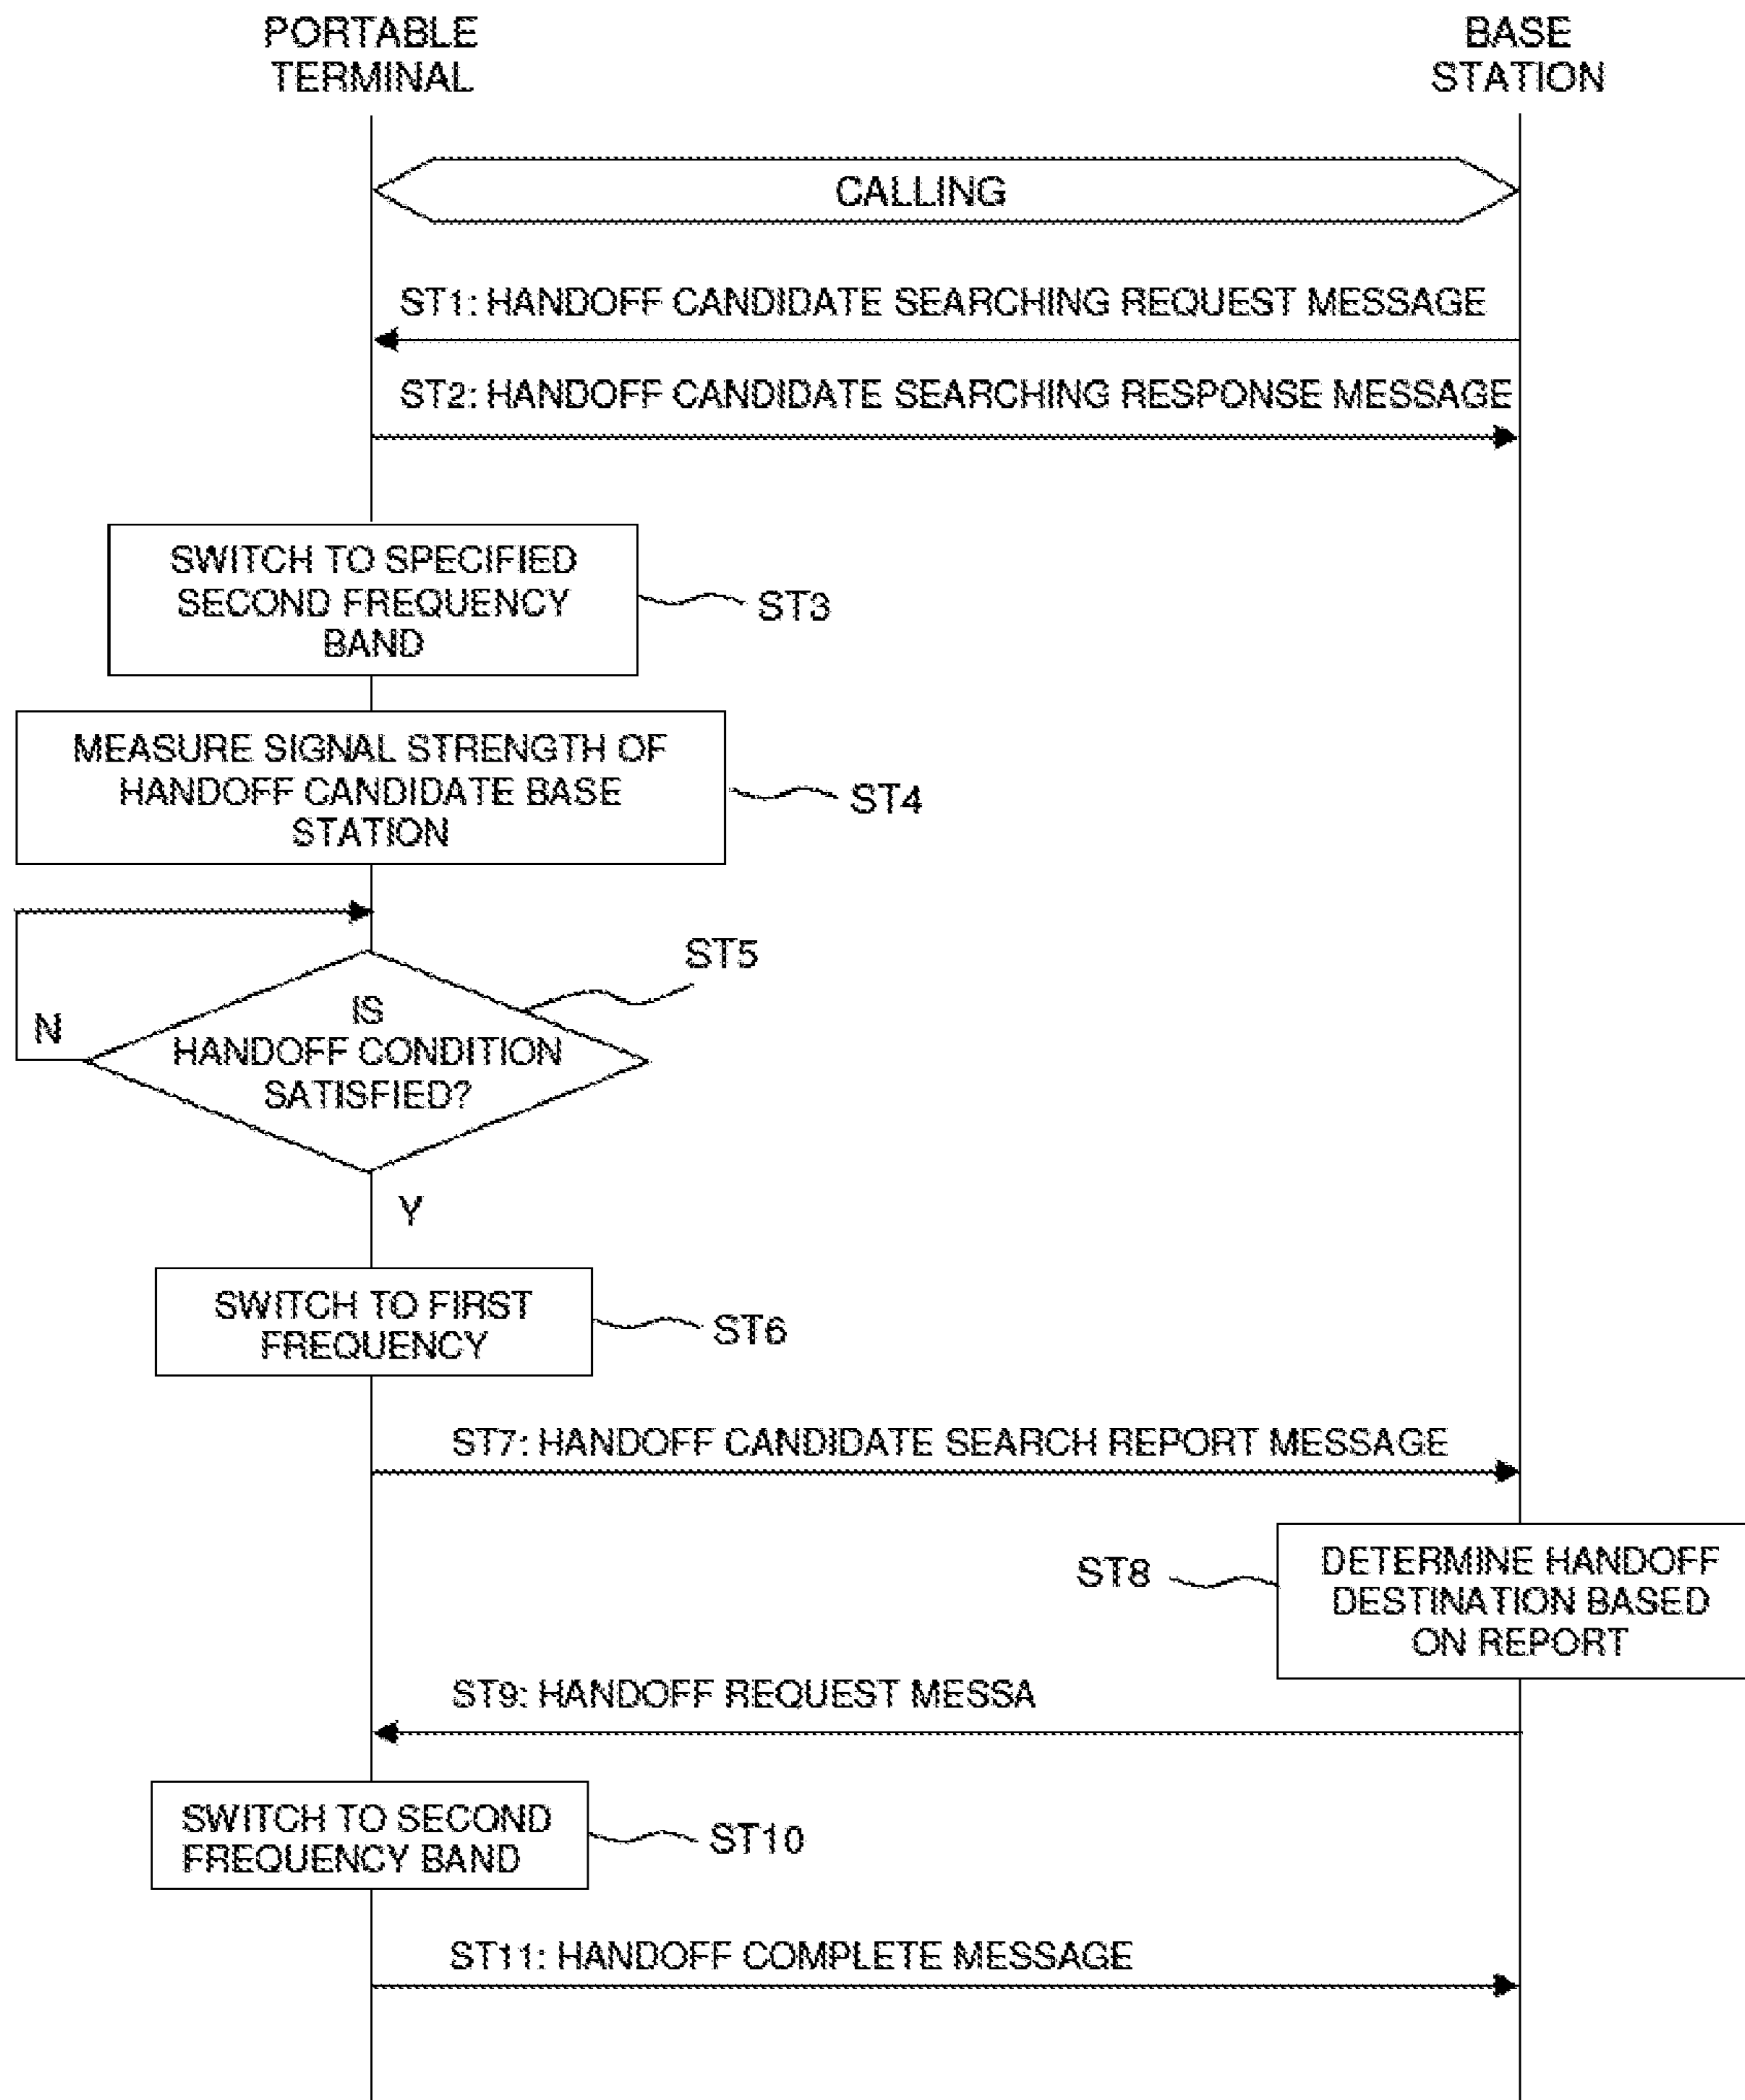 PORTABLE
TERMINAL
BASE
STATION
CALLING
ST1: HANDOFF CANDIDATE SEARCHING REQUEST MESSAGE
ST2: HANDOFF CANDIDATE SEARCHING RESPONSE MESSAGE
SWITCH TO SPECIFIED
SECOND FREQUENCY
BAND
ST3
MEASURE SIGNAL STRENGTH OF
HANDOFF CANDIDATE BASE
STATION
ST4
ST5
IS
HANDOFF CONDITION
SATISFIED?
N
Y
SWITCH TO FIRST
FREQUENCY
ST6
ST7: HANDOFF CANDIDATE SEARCH REPORT MESSAGE
ST8
DETERMINE HANDOFF
DESTINATION BASED
ON REPORT
ST9: HANDOFF REQUEST MESSA
SWITCH TO SECOND
FREQUENCY BAND
ST10
ST11: HANDOFF COMPLETE MESSAGE